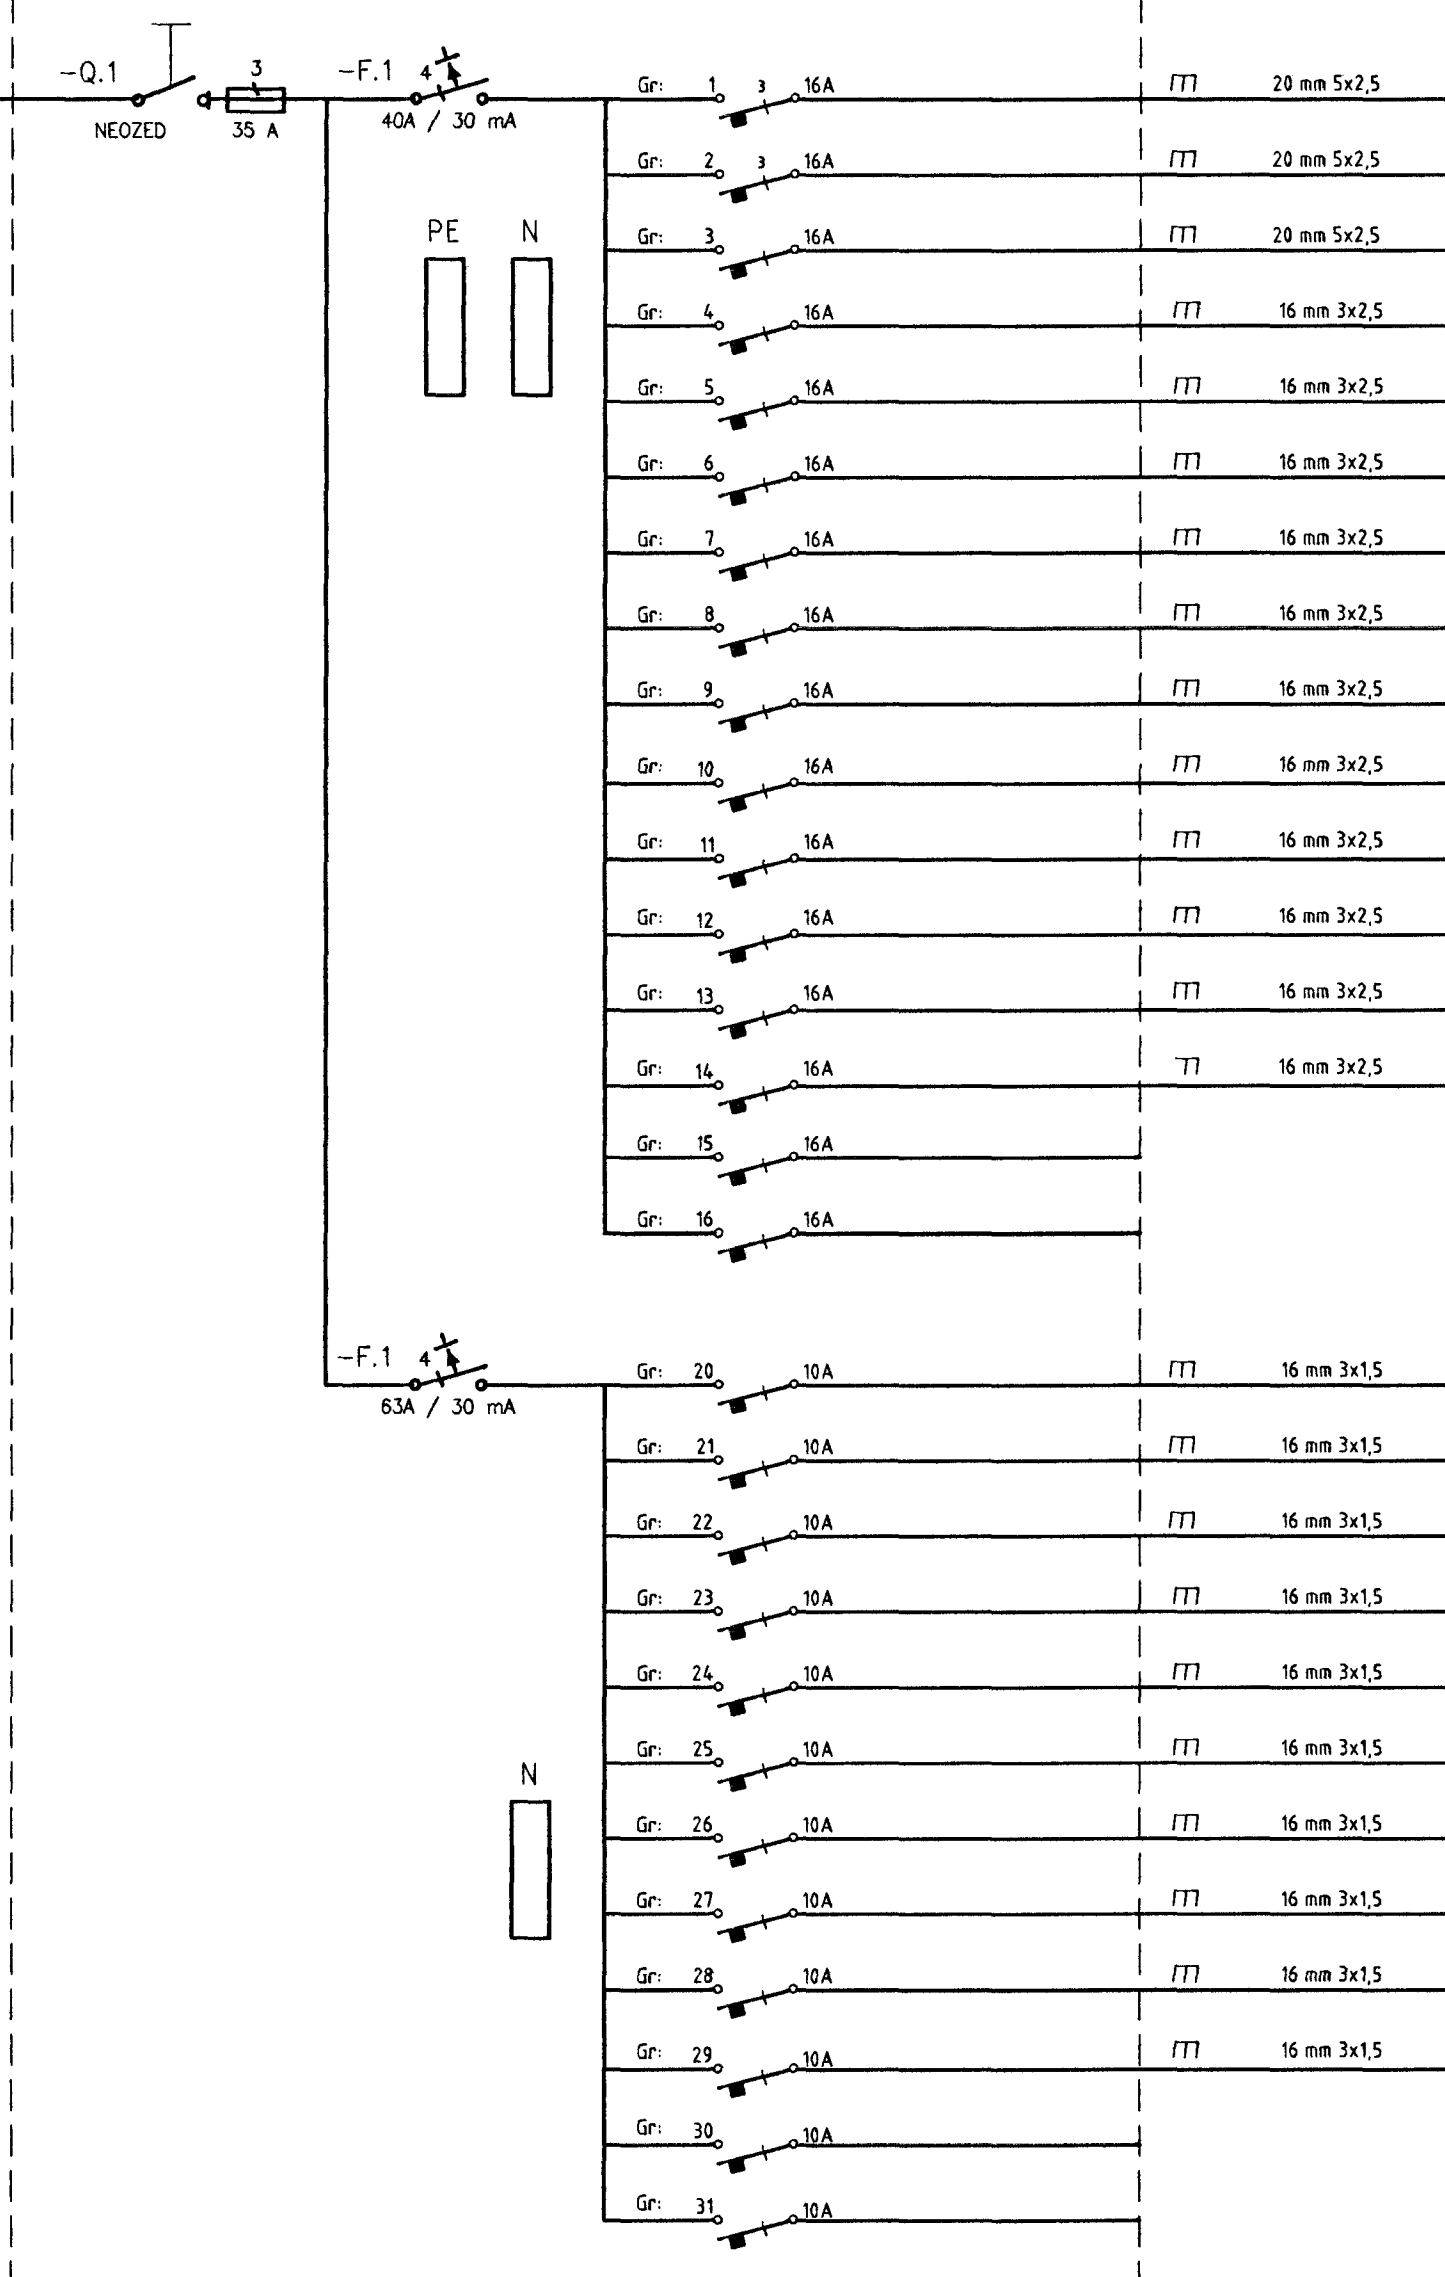 -Q.1 3 -F.1 4
NEOZED 35 A 40A / 30 mA
Gr: 1 3 16A 20 mm 5x2,5
Gr: 2 3 16A 20 mm 5x2,5
PE N
Gr: 3 16A 20 mm 5x2,5
Gr: 4 16A 16 mm 3x2,5
Gr: 5 16A 16 mm 3x2,5
Gr: 6 16A 16 mm 3x2,5
Gr: 7 16A 16 mm 3x2,5
Gr: 8 16A 16 mm 3x2,5
Gr: 9 16A 16 mm 3x2,5
Gr: 10 16A 16 mm 3x2,5
Gr: 11 16A 16 mm 3x2,5
Gr: 12 16A 16 mm 3x2,5
Gr: 13 16A 16 mm 3x2,5
Gr: 14 16A 16 mm 3x2,5
Gr: 15 16A
Gr: 16 16A
-F.1 4
63A / 30 mA
Gr: 20 10A 16 mm 3x1,5
Gr: 21 10A 16 mm 3x1,5
Gr: 22 10A 16 mm 3x1,5
Gr: 23 10A 16 mm 3x1,5
Gr: 24 10A 16 mm 3x1,5
Gr: 25 10A 16 mm 3x1,5
N
Gr: 26 10A 16 mm 3x1,5
Gr: 27 10A 16 mm 3x1,5
Gr: 28 10A 16 mm 3x1,5
Gr: 29 10A 16 mm 3x1,5
Gr: 30 10A
Gr: 31 10A